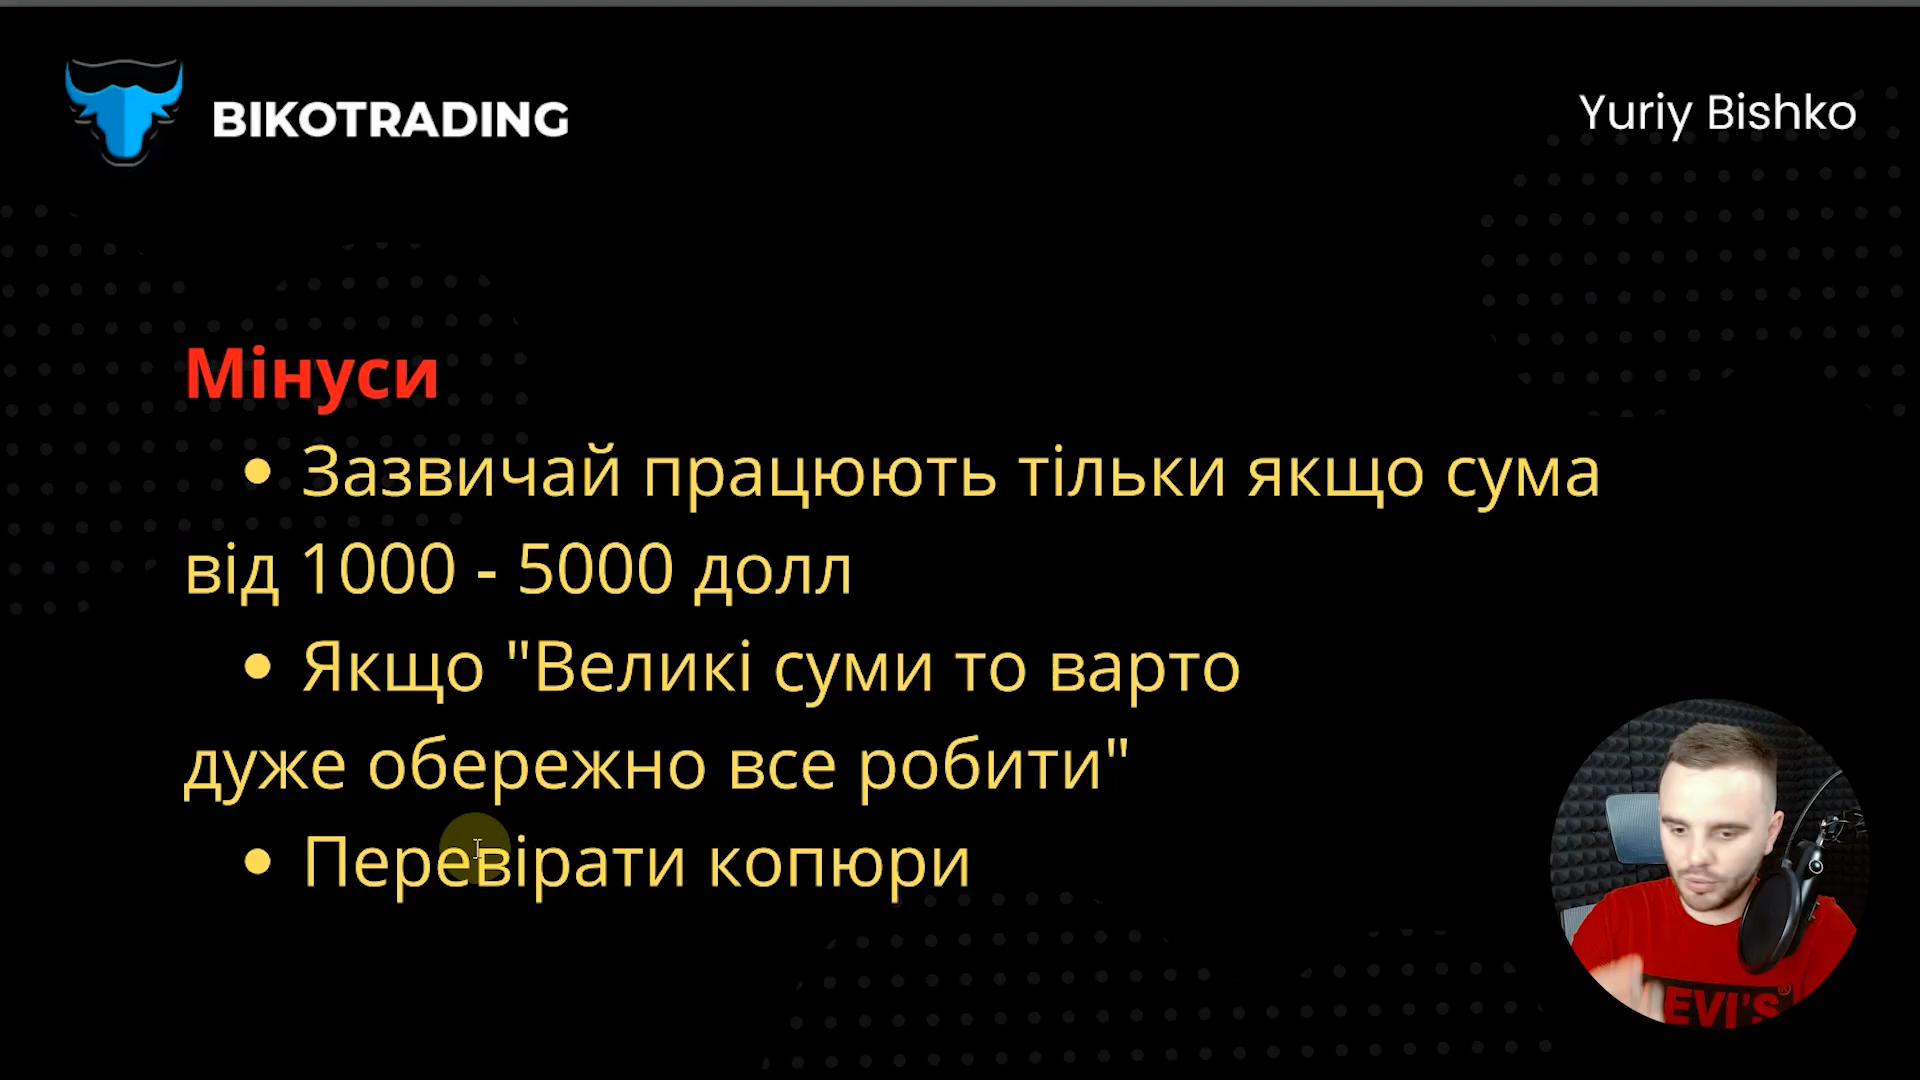 BIKOTRADING
Yuriy Bishko
Мінуси
• Зазвичай працюють тільки якщо сума
від 1000 - 5000 долл
• Якщо "Великі суми то варто
дуже обережно все робити"
• Перевірати копюри
EVI'S®